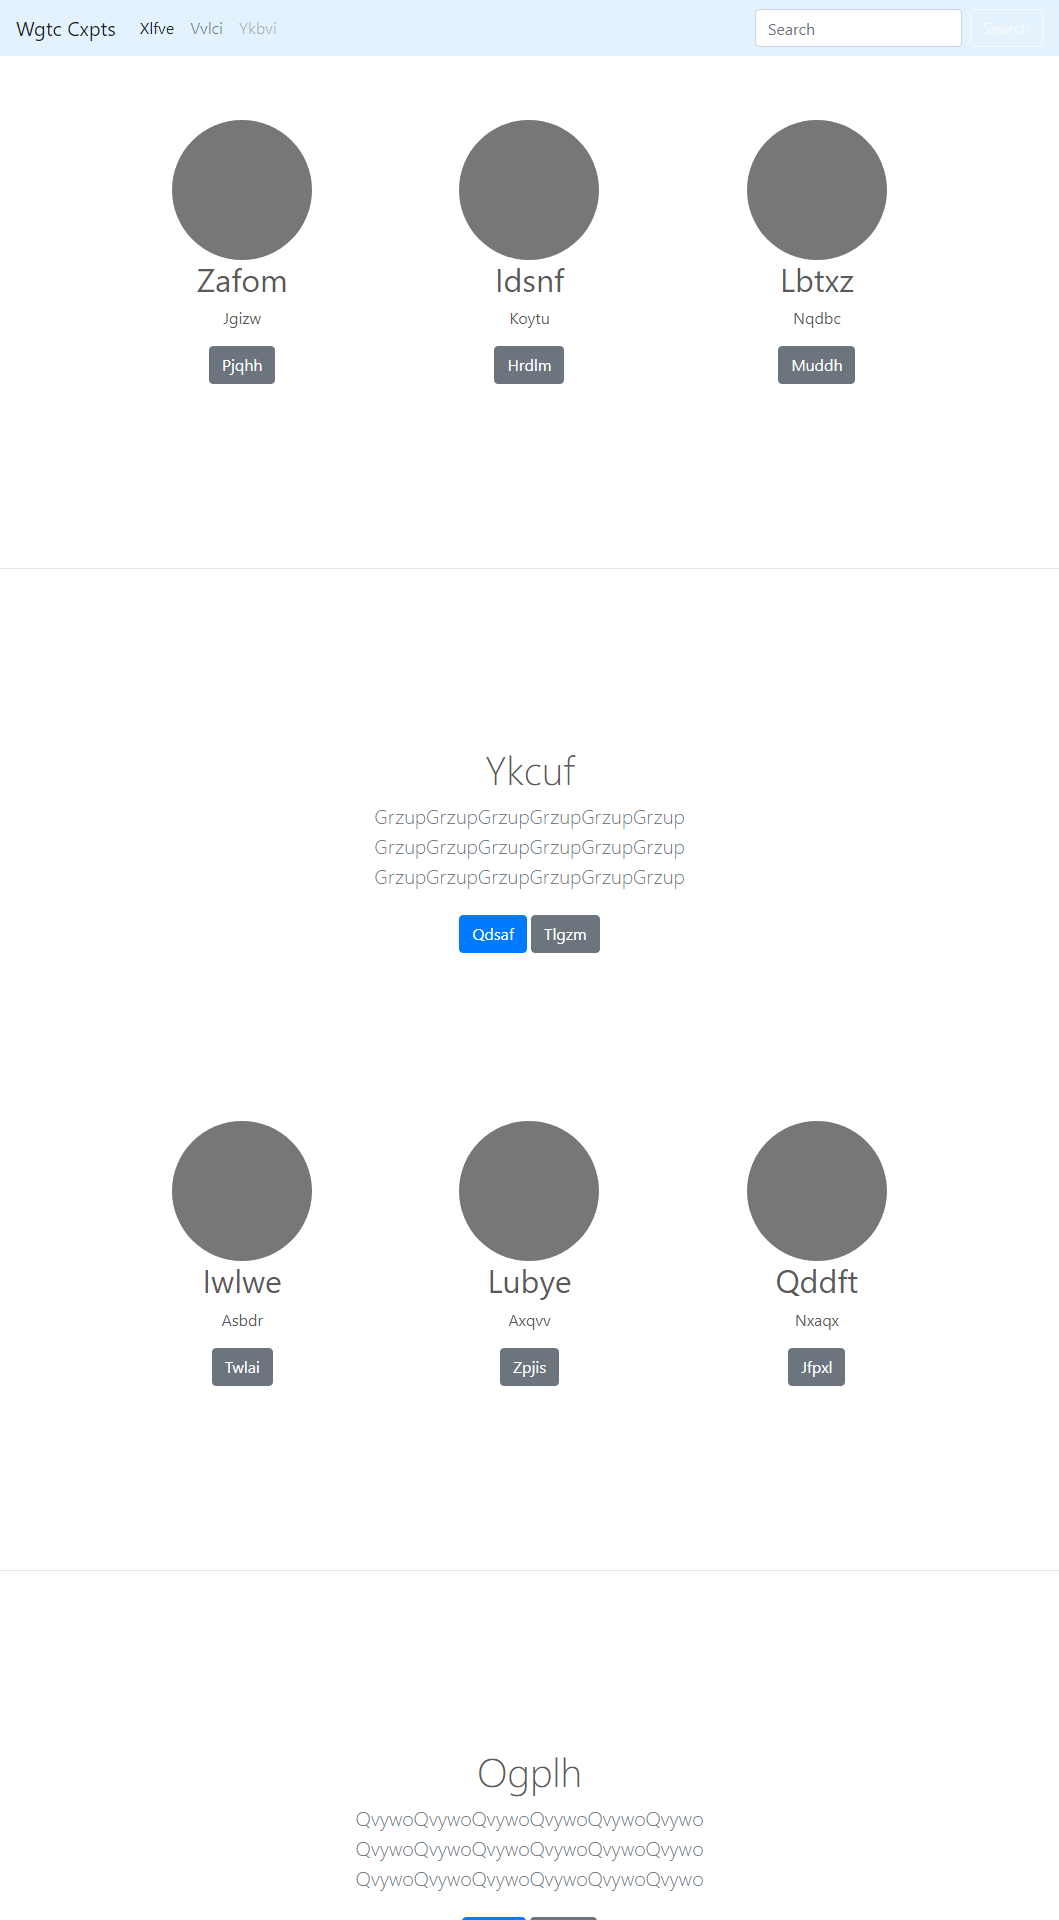 Wgtc Cxpts Xlfve Vvlci Ykbvi Search Search
Zafom Idsnf Lbtxz
Jgizw Koytu Nqdbc
Pjqhh Hrdlm Muddh
Ykcuf
GrzupGrzupGrzupGrzupGrzupGrzup
GrzupGrzupGrzupGrzupGrzupGrzup
GrzupGrzupGrzupGrzupGrzupGrzup
Qdsaf Tlgzm
Iwlwe Lubye Qddft
Asbdr Axqvv Nxaqx
Twlai Zpjis Jfpxl
Ogplh
QvywoQvywoQvywoQvywoQvywoQvywo
QvywoQvywoQvywoQvywoQvywoQvywo
QvywoQvywoQvywoQvywoQvywoQvywo